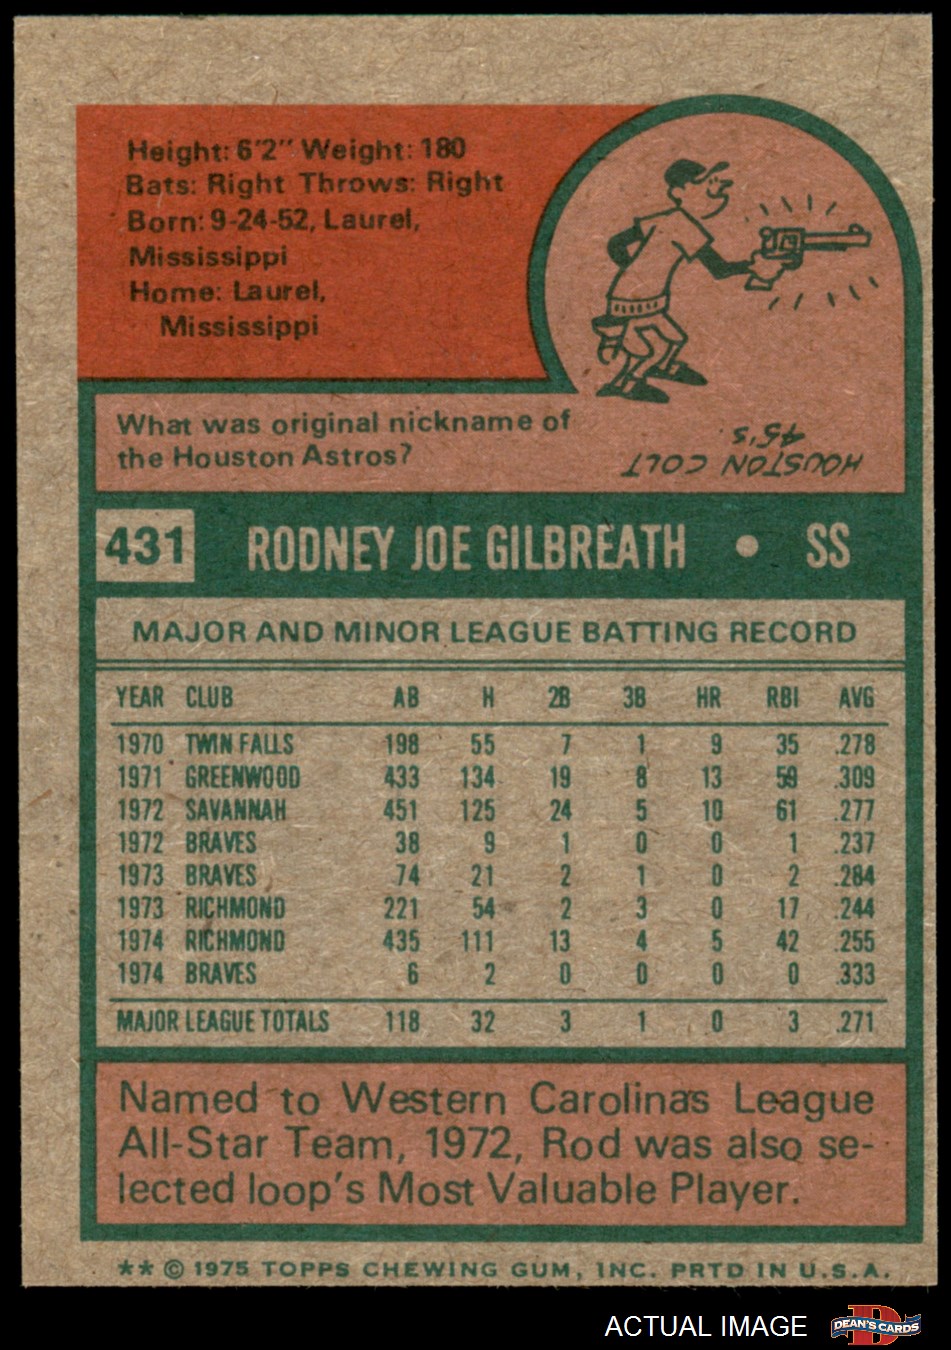 Height: 6'2" Weight: 180
Bats: Right Throws: Right
Born: 9-24-52, Laurel,
Mississippi
Home: Laurel,
Mississippi
What was original nickname of
the Houston Astros?
HOUSTON COLT
45's.
431 RODNEY JOE GILBREATH • SS
MAJOR AND MINOR LEAGUE BATTING RECORD
YEAR CLUB AB H 2B 3B HR RBI AVG
1970 TWIN FALLS 198 55 7 1 9 35 .278
1971 GREENWOOD 433 134 19 8 13 59 .309
1972 SAVANNAH 451 125 24 5 10 61 .277
1972 BRAVES 38 9 1 0 0 1 .237
1973 BRAVES 74 21 2 1 0 2 .284
1973 RICHMOND 221 54 2 3 0 17 .244
1974 RICHMOND 435 111 13 4 5 42 .255
1974 BRAVES 6 2 0 0 0 0 .333
MAJOR LEAGUE TOTALS 118 32 3 1 0 3 .271
Named to Western Carolinas League
All-Star Team, 1972, Rod was also se-
lected loop's Most Valuable Player.
** © 1975 TOPPS CHEWING GUM, INC. PRTD IN U.S.A.
ACTUAL IMAGE D DEAN'S CARDS